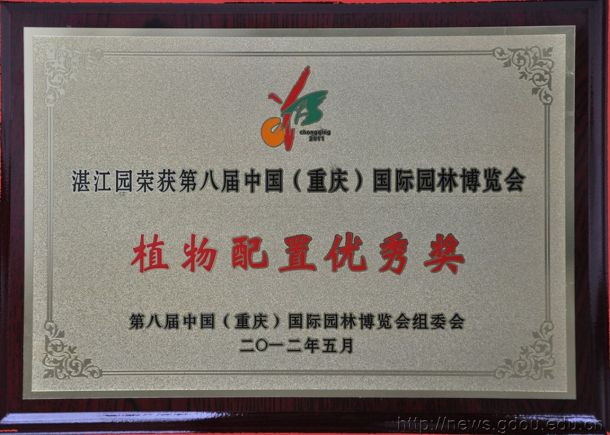 chongqing
2011
湛江园荣获第八届中国（重庆）国际园林博览会
植物配置优秀奖
第八届中国（重庆）国际园林博览会组委会
二〇一二年五月
http://news.gdou.edu.cn